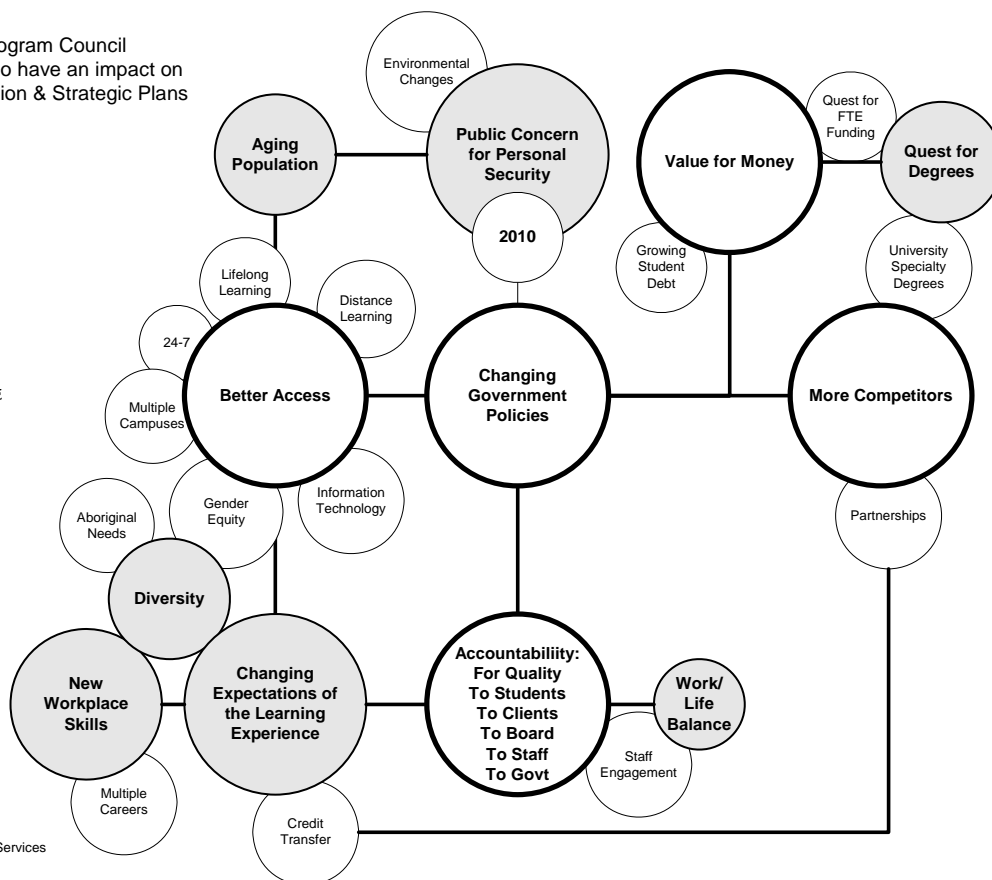 ogram Council
o have an impact on
ion & Strategic Plans
Environmental
Changes
Aging
Population
Public Concern
for Personal
Security
2010
Value for Money
Quest for
FTE
Funding
Quest for
Degrees
Growing
Student
Debt
University
Specialty
Degrees
Lifelong
Learning
Distance
Learning
24-7
Multiple
Campuses
Better Access
Changing
Government
Policies
More Competitors
Gender
Equity
Information
Technology
Aboriginal
Needs
Partnerships
Diversity
New
Workplace
Skills
Changing
Expectations of
the Learning
Experience
Accountabiliity:
For Quality
To Students
To Clients
To Board
To Staff
To Govt
Work/
Life
Balance
Staff
Engagement
Multiple
Careers
Credit
Transfer
Services